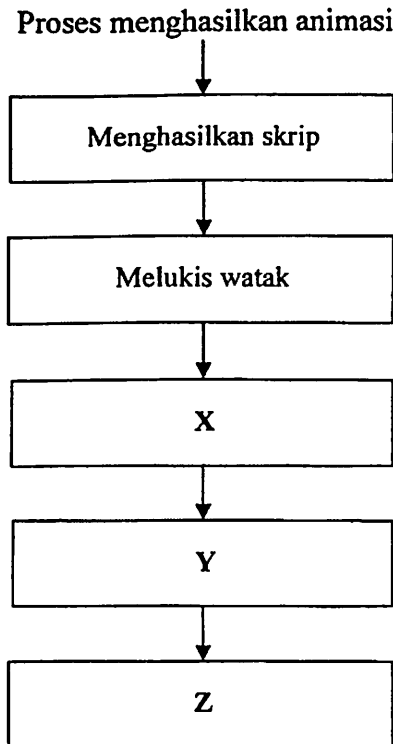 Proses menghasilkan animasi
Menghasilkan skrip
Melukis watak
X
Y
Z